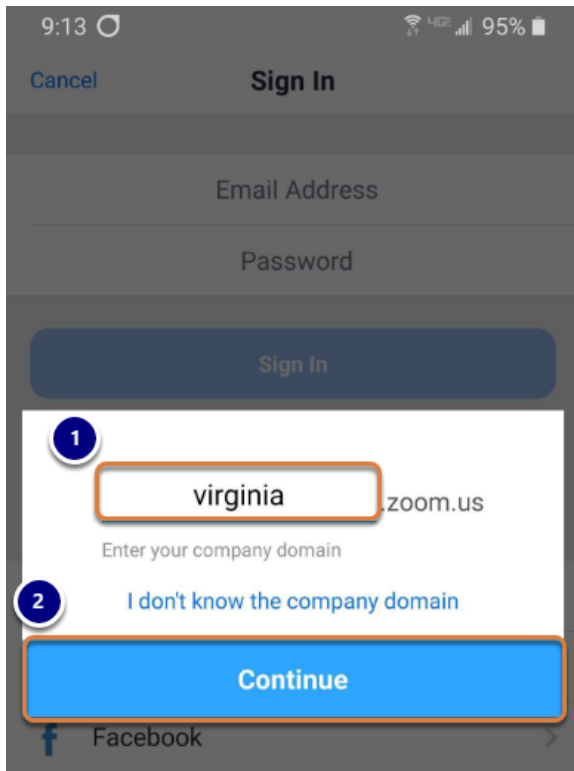 9:13 4GE 95%
Cancel Sign In
Email Address
Password
Sign In
1
virginia .zoom.us
Enter your company domain
2 I don't know the company domain
Continue
f Facebook